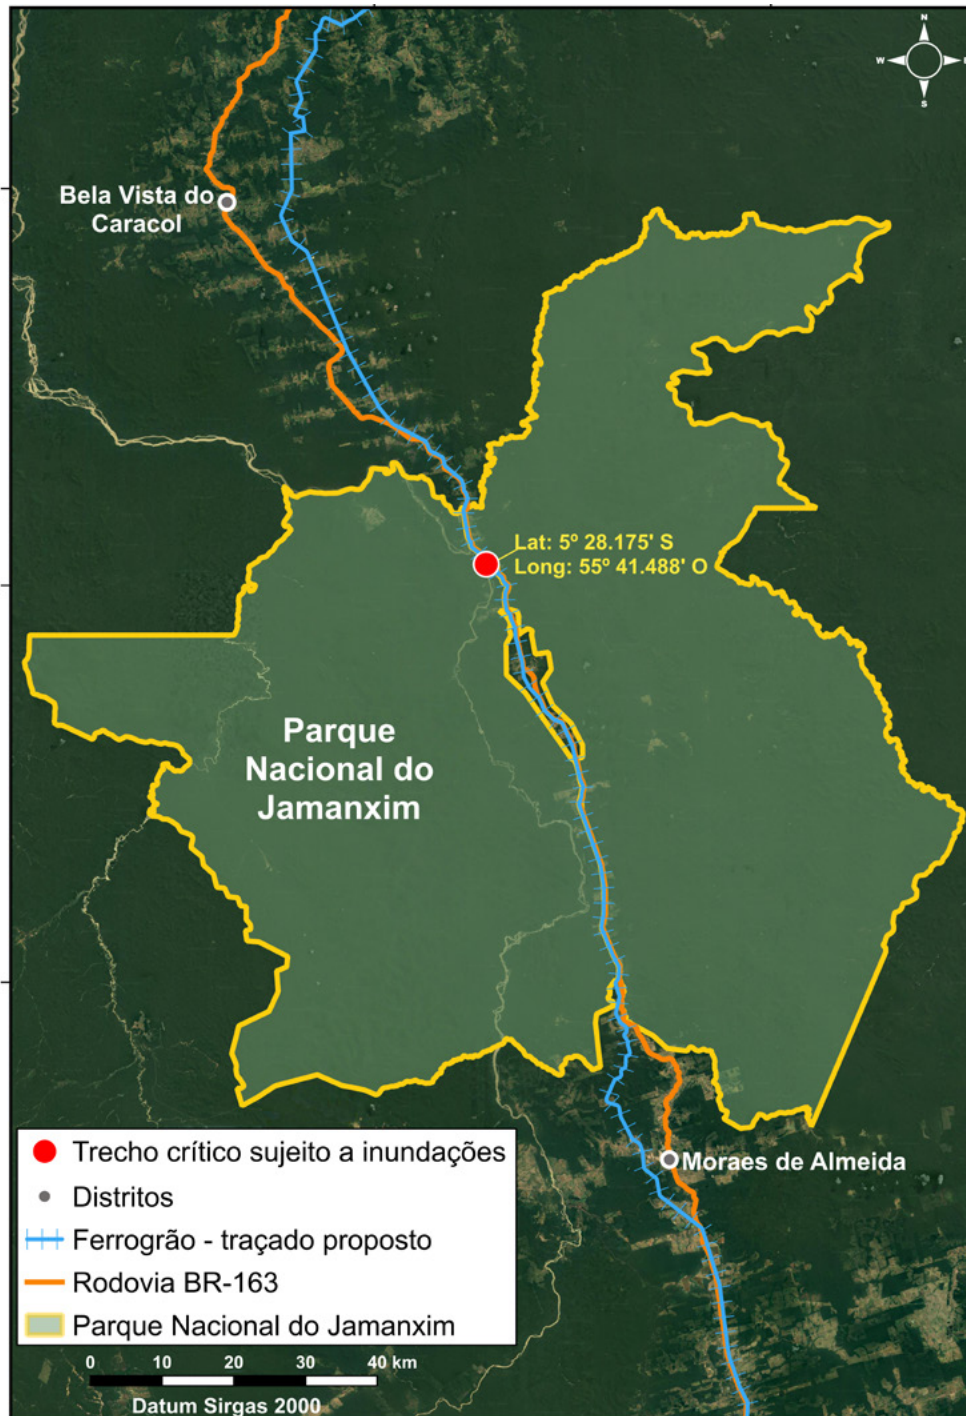 N
W
E
S
Bela Vista do
Caracol
Lat: 5º 28.175' S
Long: 55º 41.488' O
Parque
Nacional do
Jamanxim
Moraes de Almeida
Trecho crítico sujeito a inundações
Distritos
Ferrogrão - traçado proposto
Rodovia BR-163
Parque Nacional do Jamanxim
0 10 20 30 40 km
Datum Sirgas 2000